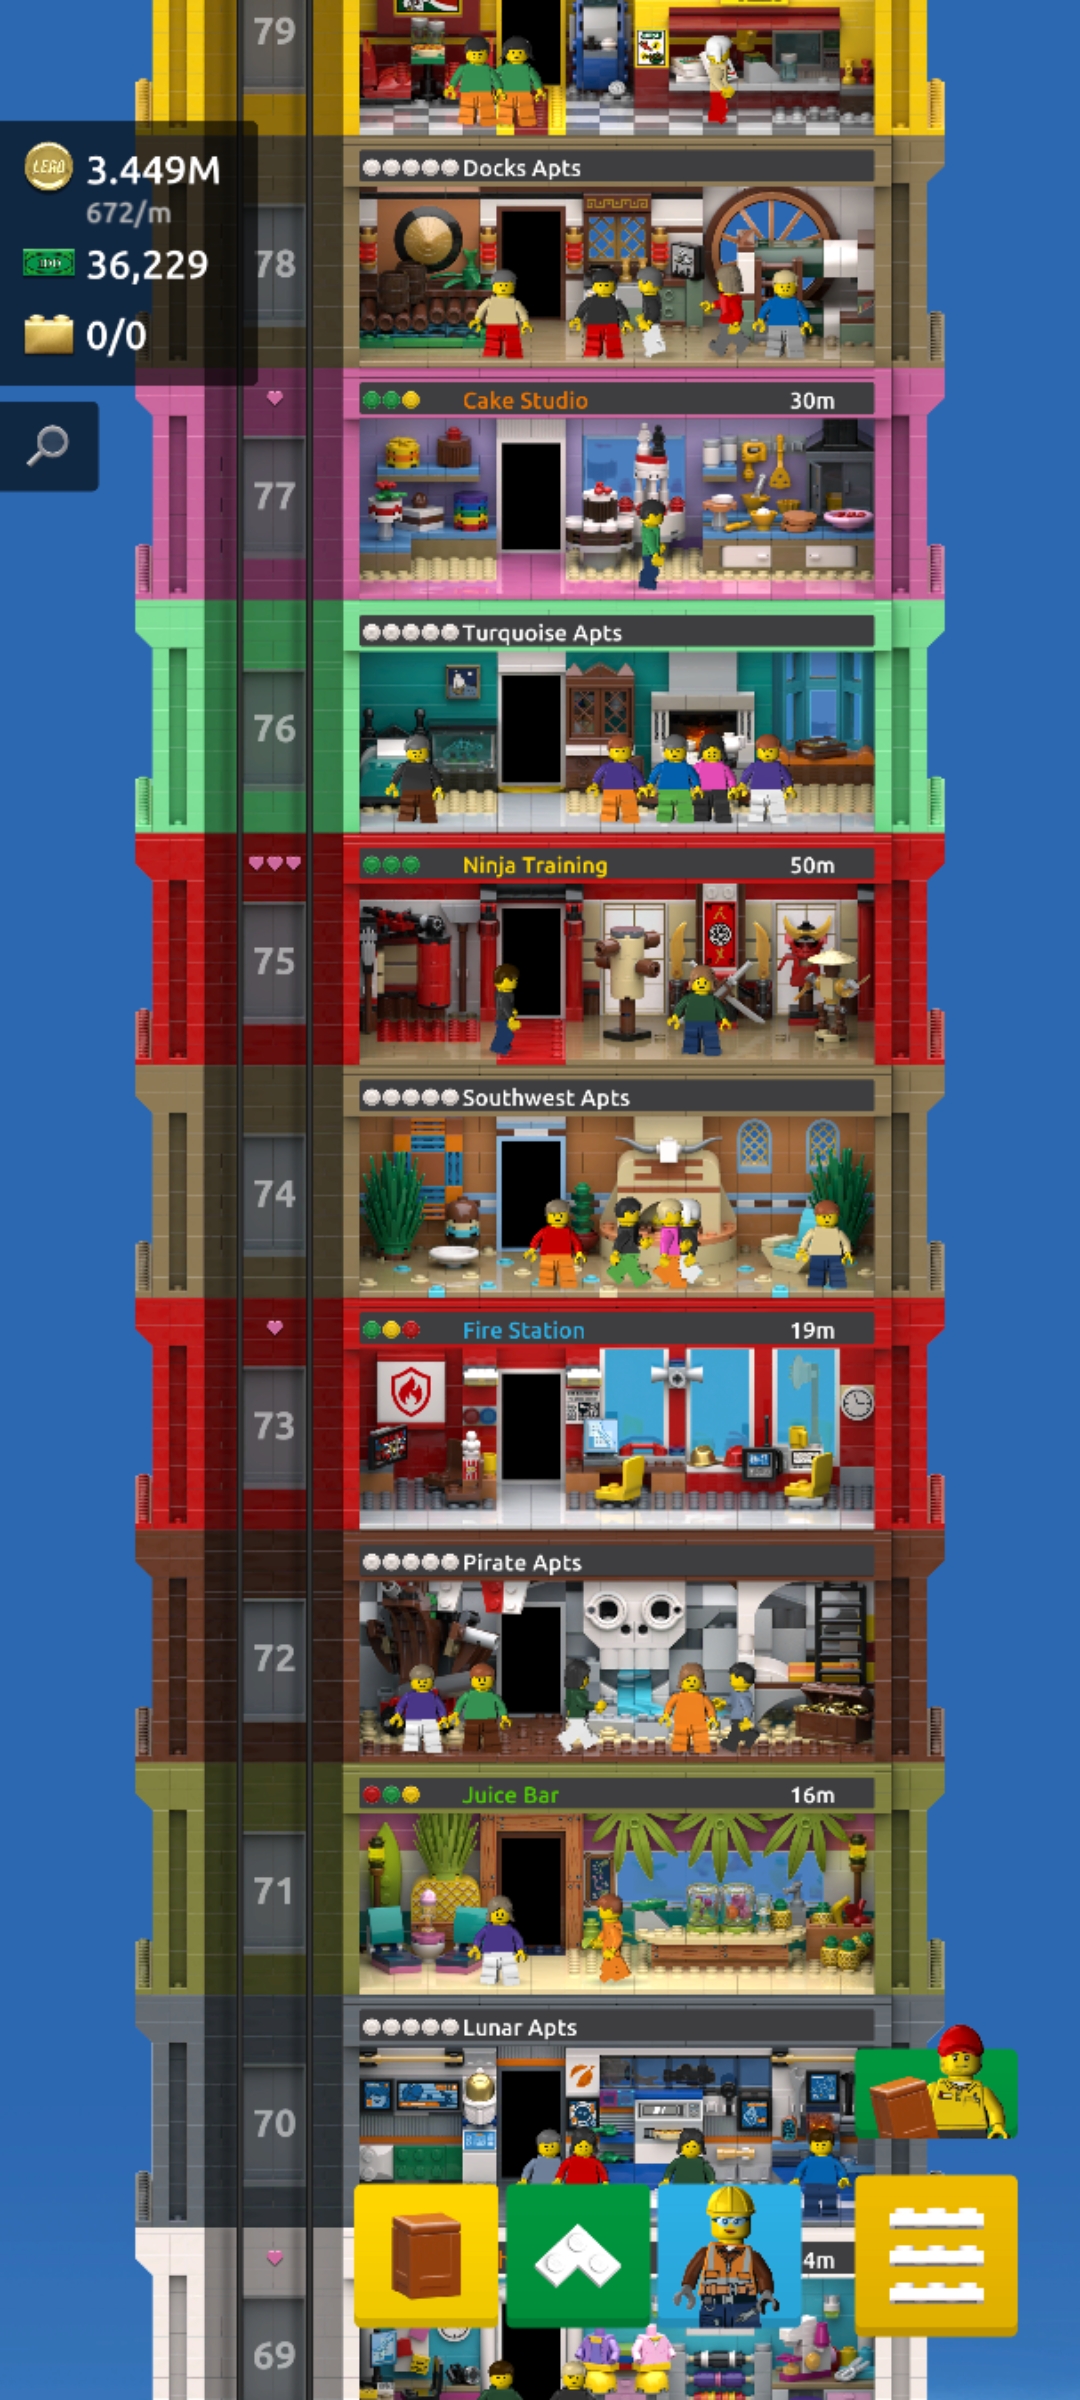 79
LEGO
3.449M
672/m
36,229
0/0
Docks Apts
78
Cake Studio 30m
77
Turquoise Apts
76
Ninja Training 50m
75
Southwest Apts
74
Fire Station 19m
73
Pirate Apts
72
Juice Bar 16m
71
Lunar Apts
70
4m
69